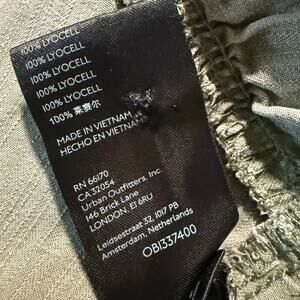 100% LYOCELL
100% LYOCELL
100% LYOCELL
100% LYOCELL
100% LYOCELL
100% 莱赛尔
MADE IN VIETNAM
HECHO EN VIETNAM
RN 66170
CA32054
Urban Outfitters, Inc.
146 Brick Lane
LONDON, E1 6RU
Leidsestraat 32, 1017 PB
Amsterdam, Netherlands
OB1337400